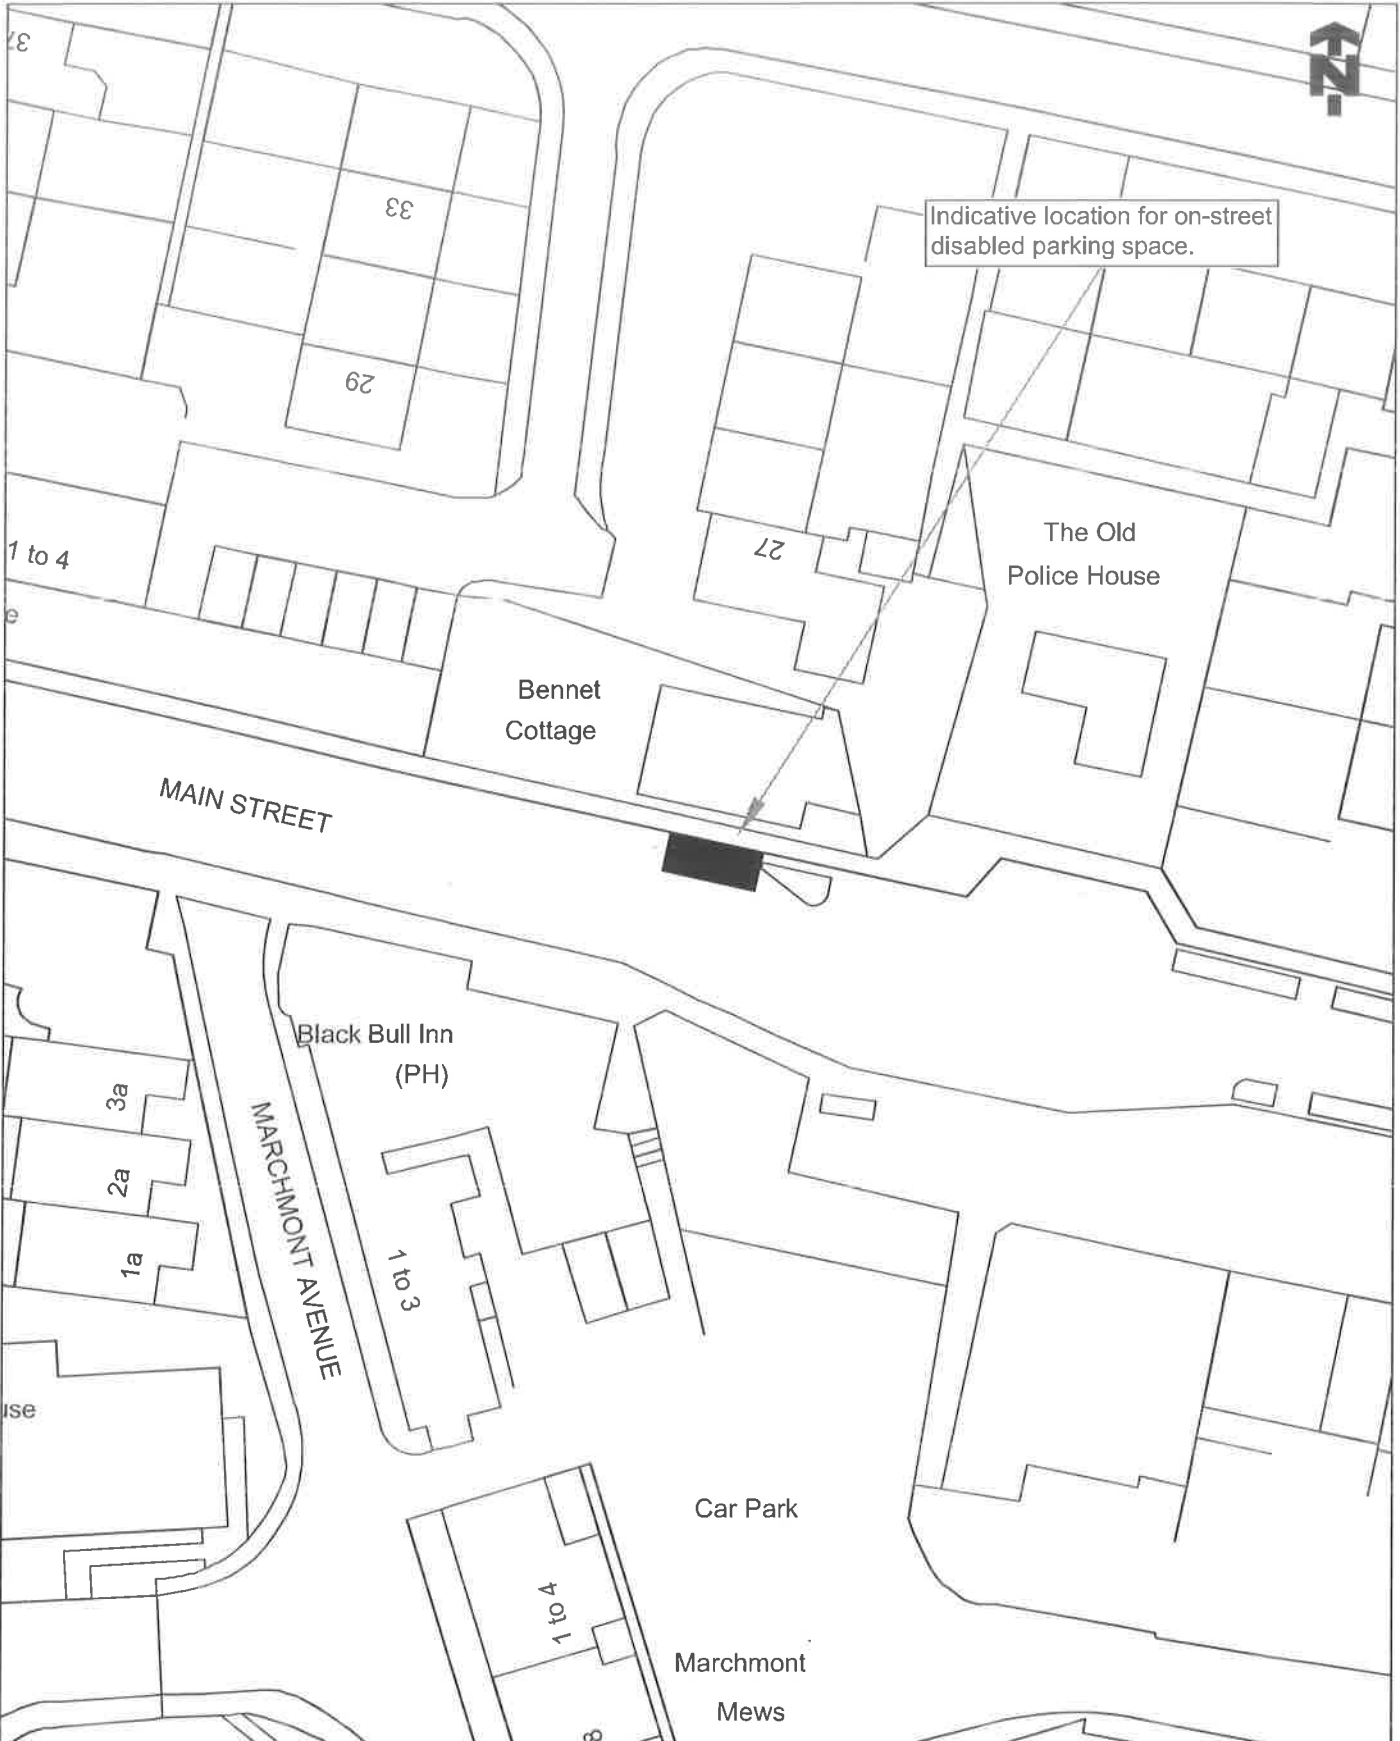 37
N
33
Indicative location for on-street
disabled parking space.
29
27
The Old
Police House
1 to 4
e
Bennet
Cottage
MAIN STREET
Black Bull Inn
(PH)
3a
2a
1a
MARCHMONT AVENUE
1 to 3
use
Car Park
1 to 4
Marchmont
Mews
8